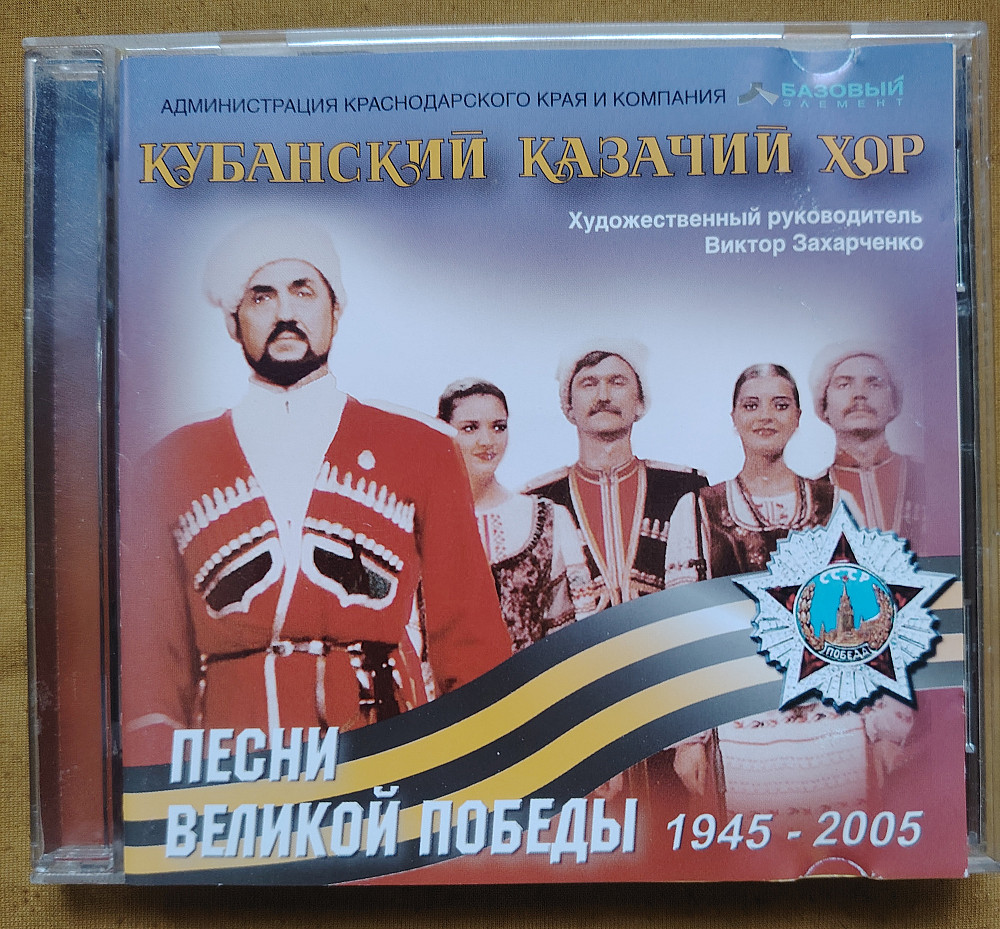 АДМИНИСТРАЦИЯ КРАСНОДАРСКОГО КРАЯ И КОМПАНИЯ
БАЗОВЫЙ
ЭЛЕМЕНТ
КУБАНСКИЙ КАЗАЧИЙ ХОР
Художественный руководитель
Виктор Захарченко
СССР
ПОБЕДА
ПЕСНИ
ВЕЛИКОЙ ПОБЕДЫ 1945 - 2005